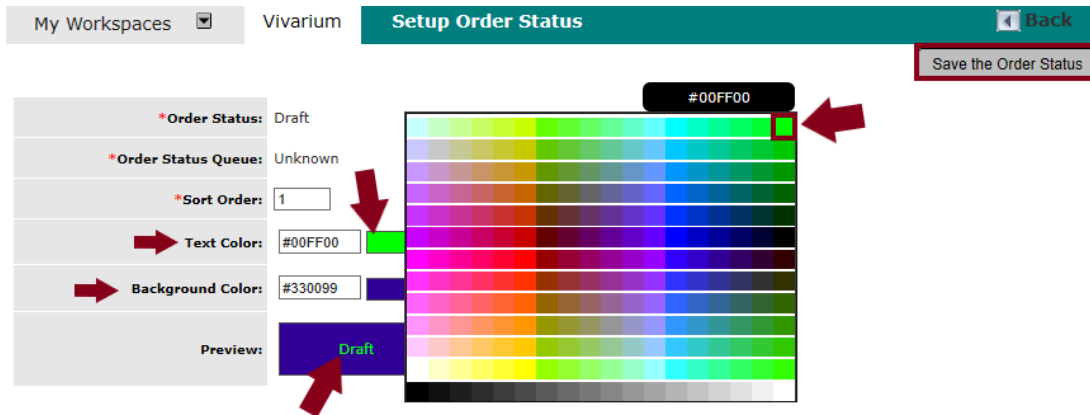 My Workspaces Vivarium Setup Order Status Back
Save the Order Status
#00FF00
*Order Status: Draft
*Order Status Queue: Unknown
*Sort Order: 1
Text Color: #00FF00
Background Color: #330099
Preview: Draft